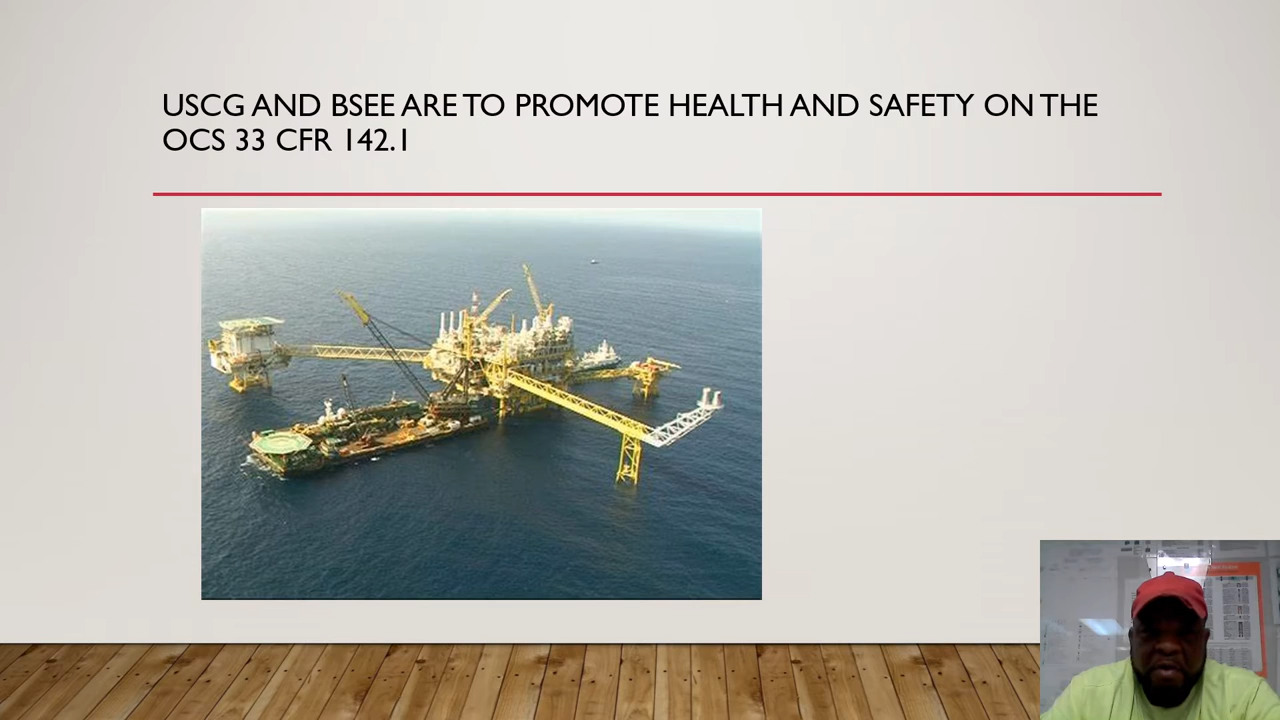 USCG AND BSEE ARE TO PROMOTE HEALTH AND SAFETY ON THE
OCS 33 CFR 142.1